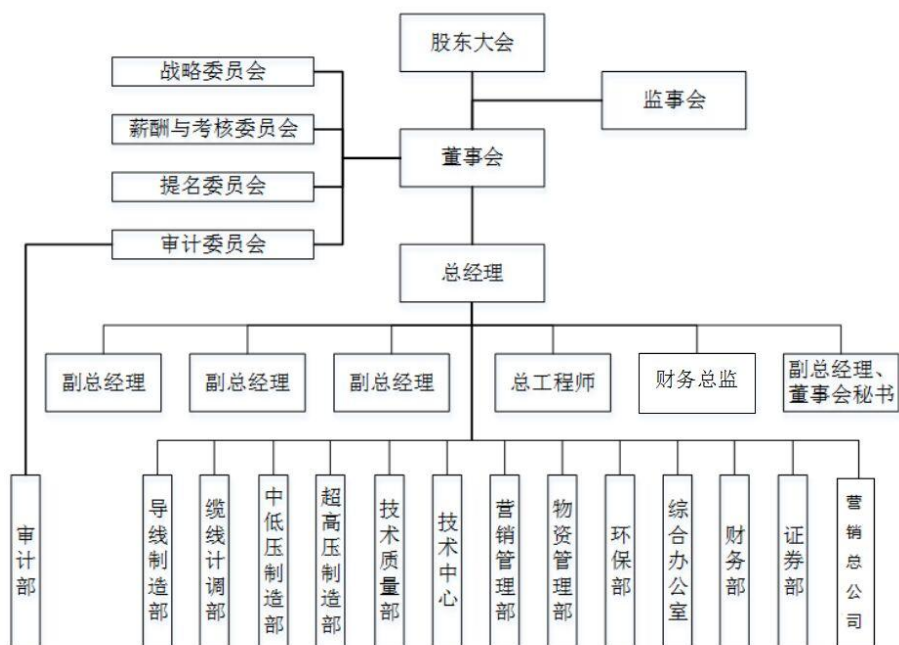 股东大会
战略委员会
监事会
薪酬与考核委员会
董事会
提名委员会
审计委员会
总经理
副总经理
副总经理
副总经理
总工程师
财务总监
副总经理、
董事会秘书
审计部
导线制造部
缆线计调部
中低压制造部
超高压制造部
技术质量部
技术中心
营销管理部
物资管理部
环保部
综合办公室
财务部
证券部
营销总公司